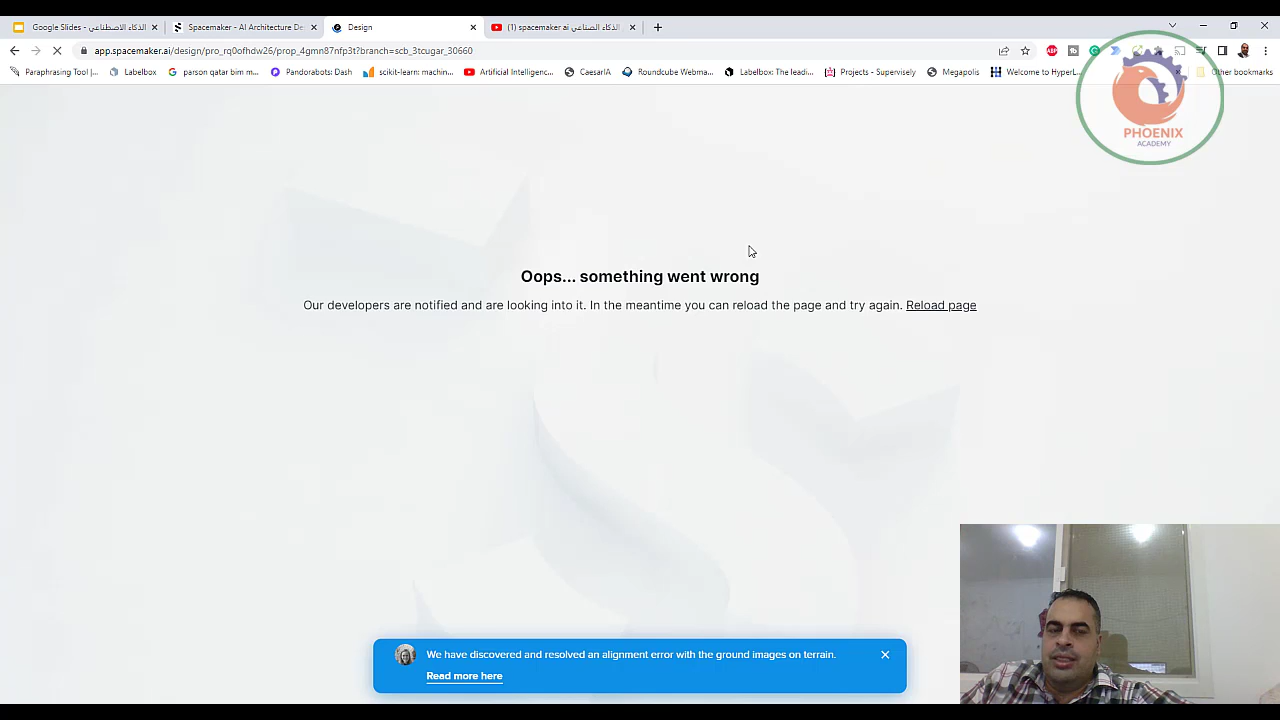 Google Slides - الذكاء الاصطناعي
Spacemaker - AI Architecture De
Design
(1) spacemaker ai الذكاء الصناعي
app.spacemaker.ai/design/pro_rq0ofhdw26/prop_4gmn87nfp3t?branch=scb_3tcugar_30660
Paraphrasing Tool |...
Labelbox
parson qatar bim m...
Pandorabots: Dash
scikit-learn: machin...
Artificial Intelligenc...
CaesarIA
Roundcube Webma...
Labelbox: The leadi...
Projects - Supervisely
Megapolis
Welcome to HyperL...
Other bookmarks
PHOENIX
ACADEMY
Oops... something went wrong
Our developers are notified and are looking into it. In the meantime you can reload the page and try again. Reload page
We have discovered and resolved an alignment error with the ground images on terrain.
Read more here